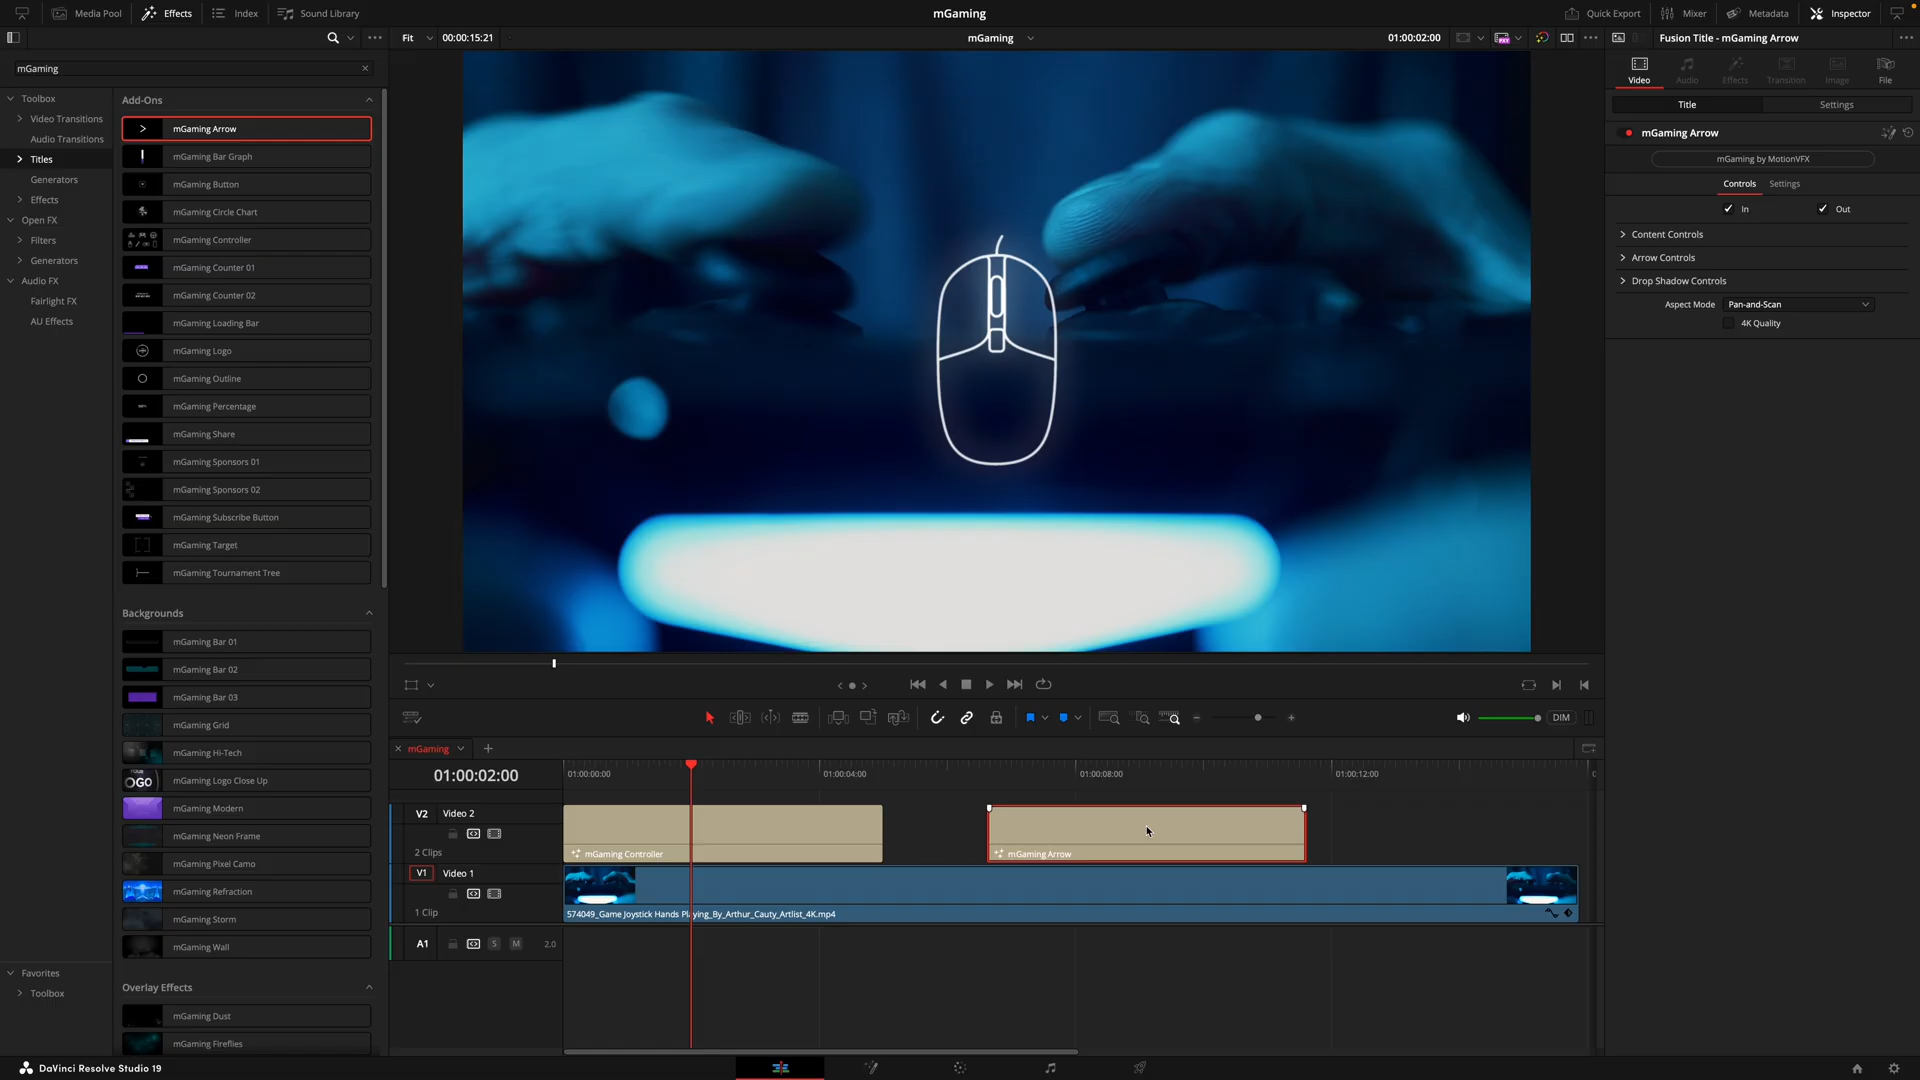 Media Pool
Effects
Index
Sound Library
mGaming
Quick Export
Mixer
Metadata
Inspector
Fit
00:00:15:21
mGaming
01:00:02:00
Fusion Title - mGaming Arrow
mGaming
Toolbox
Video Transitions
Audio Transitions
Titles
Generators
Effects
Open FX
Filters
Generators
Audio FX
Fairlight FX
AU Effects
Favorites
Toolbox
Add-Ons
mGaming Arrow
mGaming Bar Graph
mGaming Button
mGaming Circle Chart
mGaming Controller
mGaming Counter 01
mGaming Counter 02
mGaming Loading Bar
mGaming Logo
mGaming Outline
mGaming Percentage
mGaming Share
mGaming Sponsors 01
mGaming Sponsors 02
mGaming Subscribe Button
mGaming Target
mGaming Tournament Tree
Backgrounds
mGaming Bar 01
mGaming Bar 02
mGaming Bar 03
mGaming Grid
mGaming Hi-Tech
OGO
mGaming Logo Close Up
mGaming Modern
mGaming Neon Frame
mGaming Pixel Camo
mGaming Refraction
mGaming Storm
mGaming Wall
Overlay Effects
mGaming Dust
mGaming Fireflies
Video
Audio
Effects
Transition
Image
File
Title
Settings
mGaming Arrow
mGaming by MotionVFX
Controls
Settings
In
Out
Content Controls
Arrow Controls
Drop Shadow Controls
Aspect Mode
Pan-and-Scan
4K Quality
DIM
mGaming
01:00:02:00
01:00:00:00
01:00:04:00
01:00:08:00
01:00:12:00
V2
Video 2
2 Clips
mGaming Controller
mGaming Arrow
V1
Video 1
1 Clip
574049_Game Joystick Hands Playing_By_Arthur_Cauty_Artlist_4K.mp4
A1
S
M
2.0
DaVinci Resolve Studio 19